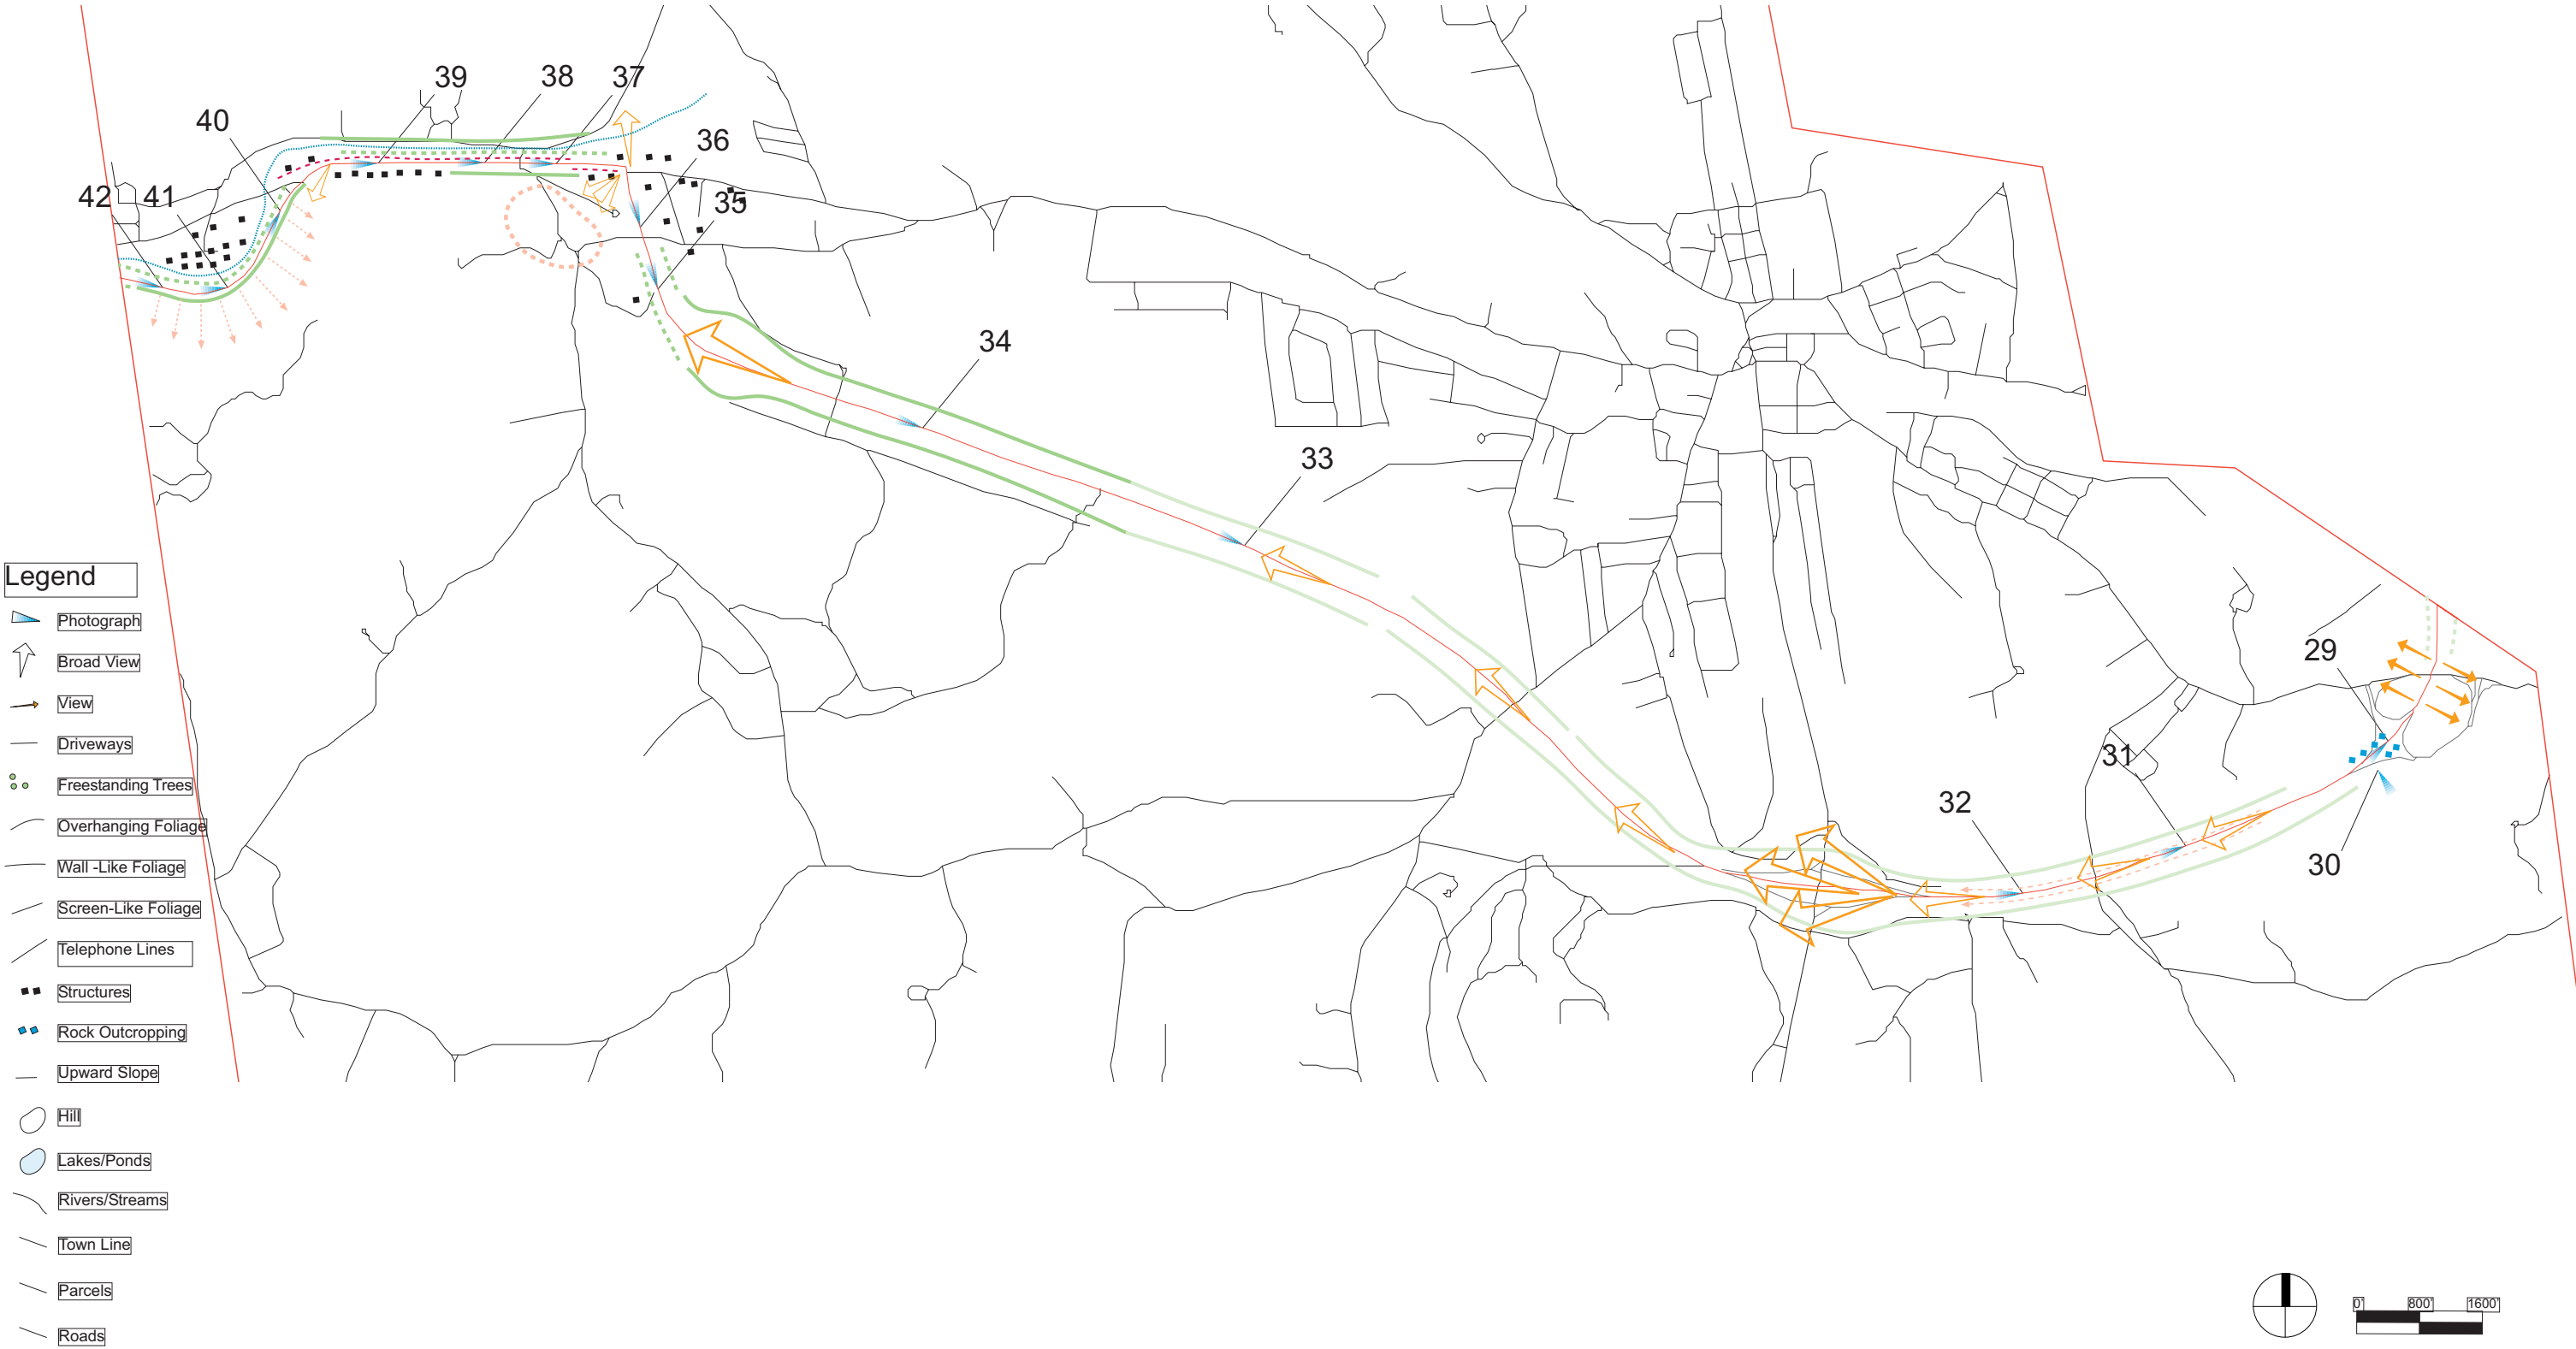 39
38
37
40
36
42
41
35
34
33
29
31
32
30
Legend
Photograph
Broad View
View
Driveways
Freestanding Trees
Overhanging Foliage
Wall -Like Foliage
Screen-Like Foliage
Telephone Lines
Structures
Rock Outcropping
Upward Slope
Hill
Lakes/Ponds
Rivers/Streams
Town Line
Parcels
Roads
0' 800' 1600'